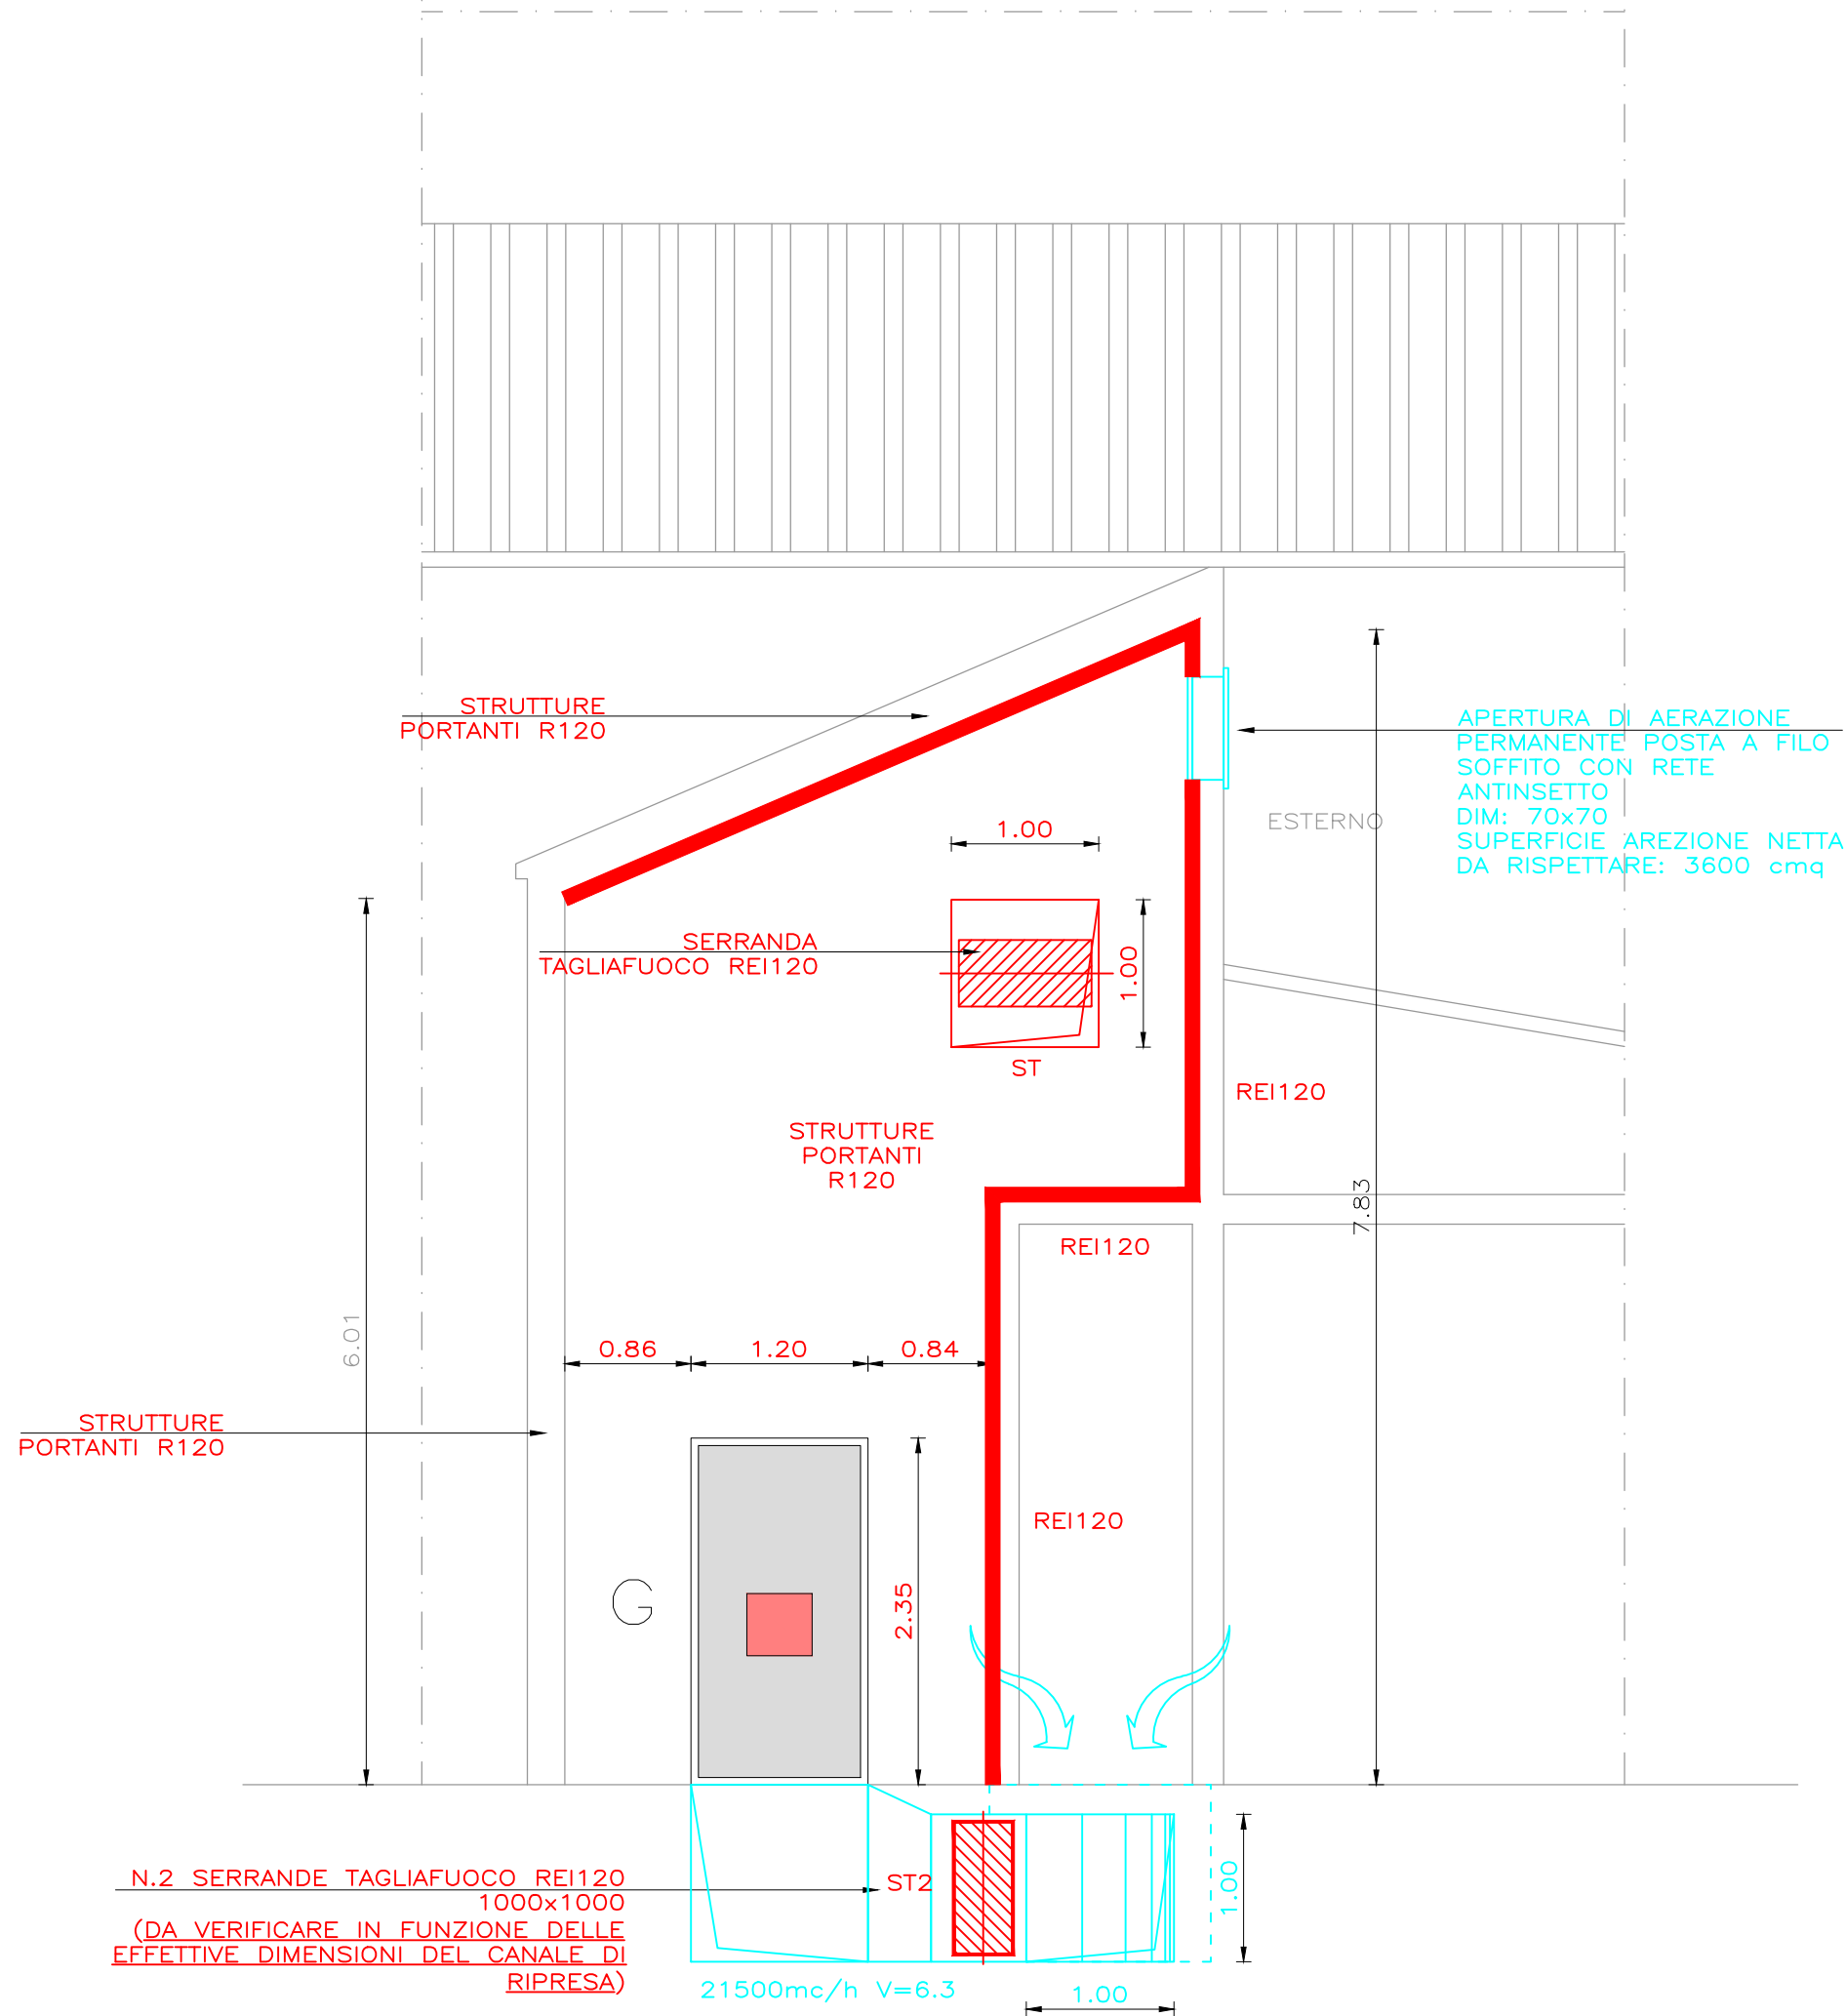 STRUTTURE
PORTANTI R120
APERTURA DI AERAZIONE
PERMANENTE POSTA A FILO
SOFFITO CON RETE
ANTINSETTO
DIM: 70x70
SUPERFICIE AREZIONE NETTA
DA RISPETTARE: 3600 cmq
ESTERNO
1.00
SERRANDA
TAGLIAFUOCO REI120
1.00
ST
REI120
STRUTTURE
PORTANTI
R120
7.83
REI120
6.01
0.86 1.20 0.84
STRUTTURE
PORTANTI R120
REI120
G
2.35
N.2 SERRANDE TAGLIAFUOCO REI120
1000x1000
(DA VERIFICARE IN FUNZIONE DELLE
EFFETTIVE DIMENSIONI DEL CANALE DI
RIPRESA)
ST2
1.00
21500mc/h V=6.3
1.00